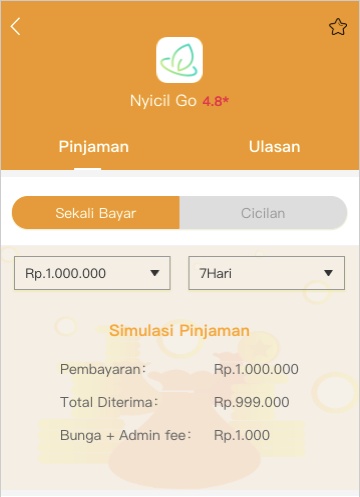 Nyicil Go 4.8*
Pinjaman Ulasan
Sekali Bayar Cicilan
Rp.1.000.000 7Hari
Simulasi Pinjaman
Pembayaran: Rp.1.000.000
Total Diterima: Rp.999.000
Bunga + Admin fee: Rp.1.000